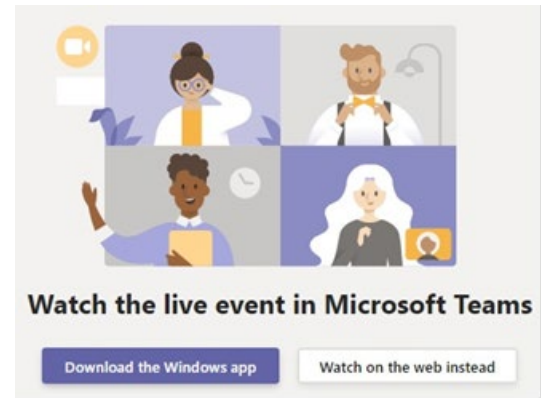 Watch the live event in Microsoft Teams
Download the Windows app
Watch on the web instead